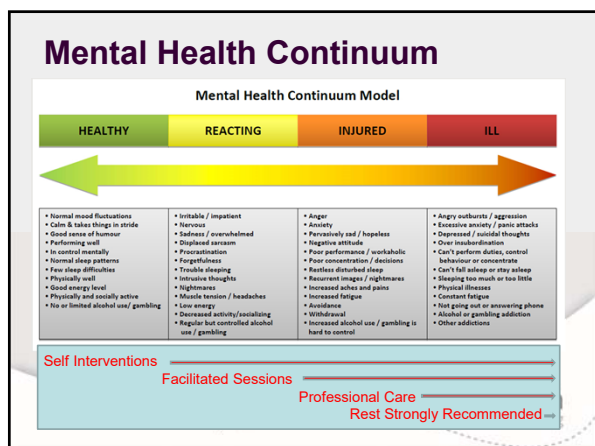 Mental Health Continuum
Mental Health Continuum Model
HEALTHY
REACTING
INJURED
ILL
• Normal mood fluctuations
• Calm & takes things in stride
• Good sense of humour
• Performing well
• In control mentally
• Normal sleep patterns
• Few sleep difficulties
• Physically well
• Good energy level
• Physically and socially active
• No or limited alcohol use/ gambling
• Irritable / impatient
• Nervous
• Sadness / overwhelmed
• Displaced sarcasm
• Procrastination
• Forgetfulness
• Trouble sleeping
• Intrusive thoughts
• Nightmares
• Muscle tension / headaches
• Low energy
• Decreased activity/socializing
• Regular but controlled alcohol
use / gambling
• Anger
• Anxiety
• Pervasively sad / hopeless
• Negative attitude
• Poor performance / workaholic
• Poor concentration / decisions
• Restless disturbed sleep
• Recurrent images / nightmares
• Increased aches and pains
• Increased fatigue
• Avoidance
• Withdrawal
• Increased alcohol use / gambling is
hard to control
• Angry outbursts / aggression
• Excessive anxiety / panic attacks
• Depressed / suicidal thoughts
• Over insubordination
• Can't perform duties, control
behaviour or concentrate
• Can't fall asleep or stay asleep
• Sleeping too much or too little
• Physical illnesses
• Constant fatigue
• Not going out or answering phone
• Alcohol or gambling addiction
• Other addictions
Self Interventions
Facilitated Sessions
Professional Care
Rest Strongly Recommended